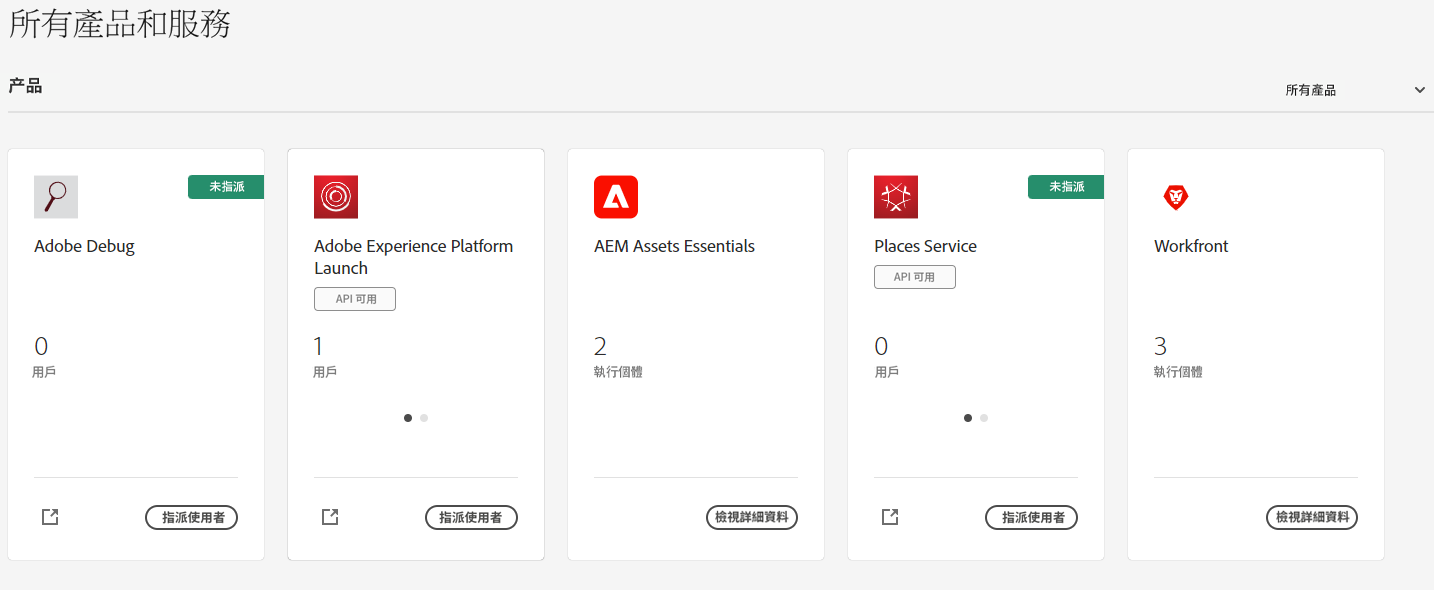 所有產品和服務
产品
所有產品
未指派
Adobe Debug
0
用戶
指派使用者
Adobe Experience Platform
Launch
API 可用
1
用戶
指派使用者
AEM Assets Essentials
2
執行個體
檢視詳細資料
未指派
Places Service
API 可用
0
用戶
指派使用者
Workfront
3
執行個體
檢視詳細資料